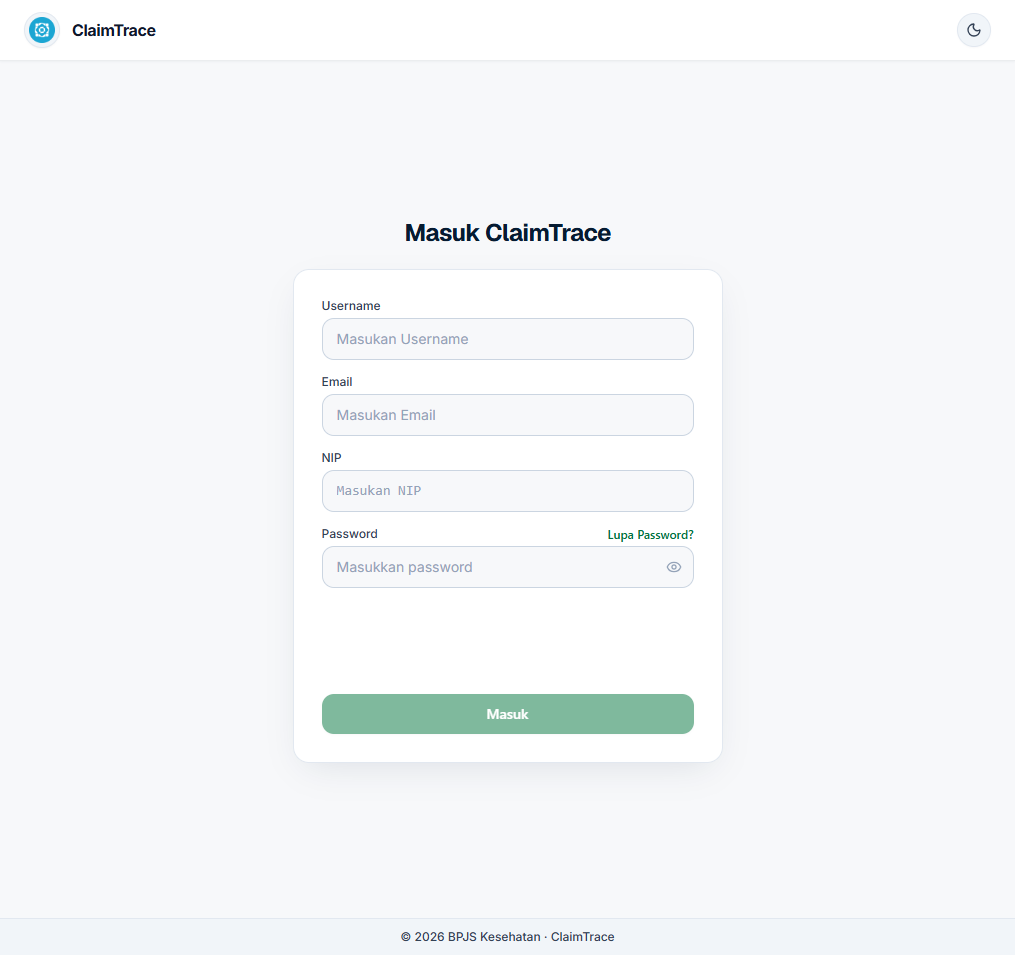 ClaimTrace
Masuk ClaimTrace
Username
Masukan Username
Email
Masukan Email
NIP
Masukan NIP
Password
Lupa Password?
Masukkan password
Masuk
© 2026 BPJS Kesehatan · ClaimTrace